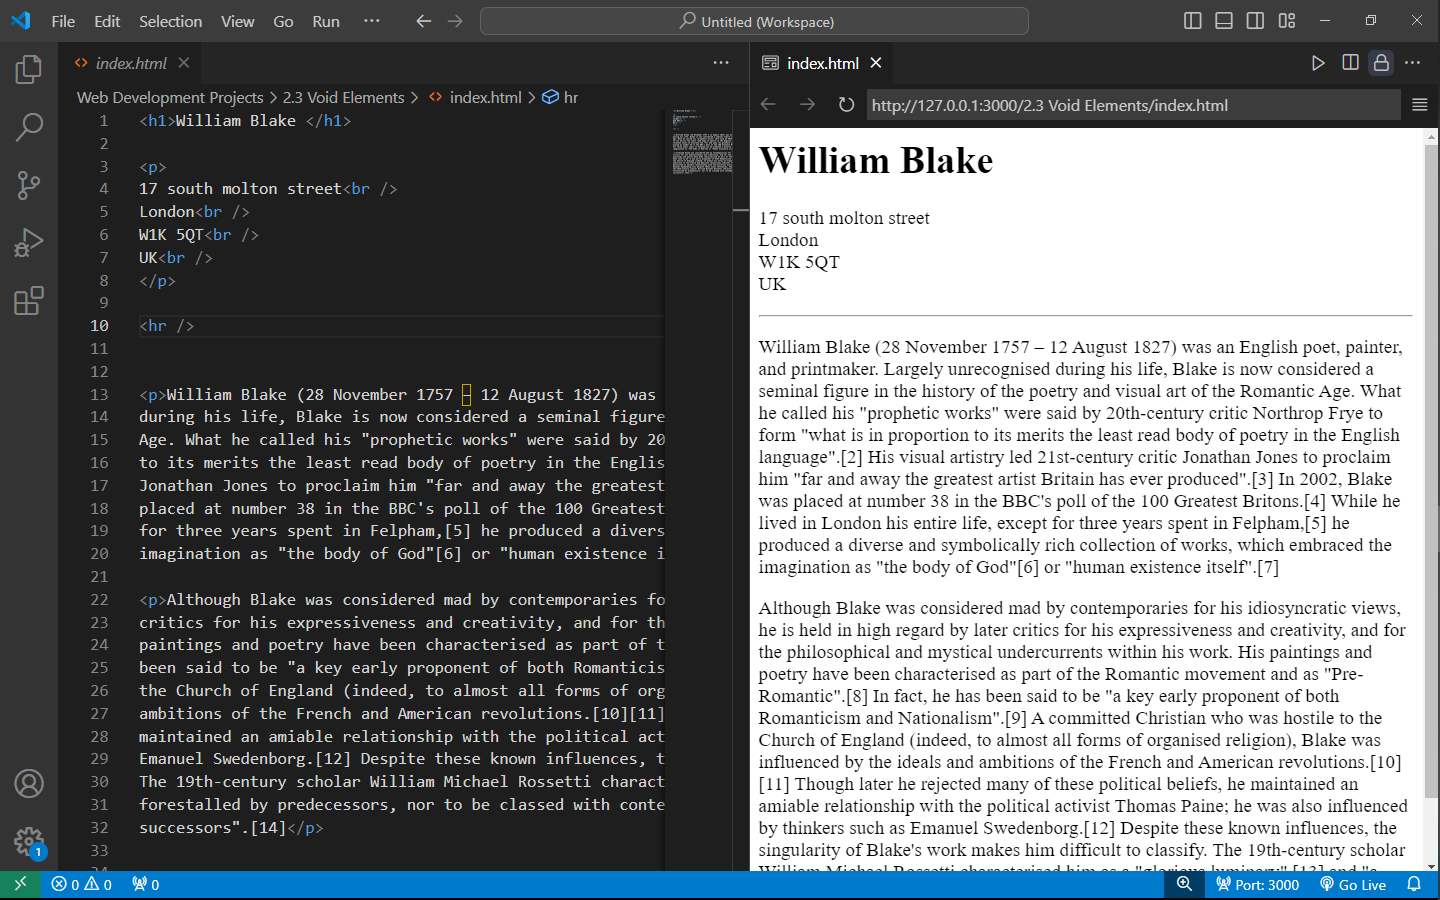 File Edit Selection View Go Run ··· Untitled (Workspace)
index.html
Web Development Projects > 2.3 Void Elements > index.html > hr
1 <h1>William Blake </h1>
2
3 <p>
4 17 south molton street<br />
5 London<br />
6 W1K 5QT<br />
7 UK<br />
8 </p>
9
10 <hr />
11
12
13 <p>William Blake (28 November 1757 – 12 August 1827) was
14 during his life, Blake is now considered a seminal figure
15 Age. What he called his "prophetic works" were said by 20
16 to its merits the least read body of poetry in the Englis
17 Jonathan Jones to proclaim him "far and away the greatest
18 placed at number 38 in the BBC's poll of the 100 Greatest
19 for three years spent in Felpham,[5] he produced a divers
20 imagination as "the body of God"[6] or "human existence i
21
22 <p>Although Blake was considered mad by contemporaries fo
23 critics for his expressiveness and creativity, and for th
24 paintings and poetry have been characterised as part of t
25 been said to be "a key early proponent of both Romanticis
26 the Church of England (indeed, to almost all forms of org
27 ambitions of the French and American revolutions.[10][11]
28 maintained an amiable relationship with the political act
29 Emanuel Swedenborg.[12] Despite these known influences, t
30 The 19th-century scholar William Michael Rossetti charact
31 forestalled by predecessors, nor to be classed with conte
32 successors".[14]</p>
33
index.html
http://127.0.0.1:3000/2.3 Void Elements/index.html
William Blake
17 south molton street
London
W1K 5QT
UK
William Blake (28 November 1757 – 12 August 1827) was an English poet, painter,
and printmaker. Largely unrecognised during his life, Blake is now considered a
seminal figure in the history of the poetry and visual art of the Romantic Age. What
he called his "prophetic works" were said by 20th-century critic Northrop Frye to
form "what is in proportion to its merits the least read body of poetry in the English
language".[2] His visual artistry led 21st-century critic Jonathan Jones to proclaim
him "far and away the greatest artist Britain has ever produced".[3] In 2002, Blake
was placed at number 38 in the BBC's poll of the 100 Greatest Britons.[4] While he
lived in London his entire life, except for three years spent in Felpham,[5] he
produced a diverse and symbolically rich collection of works, which embraced the
imagination as "the body of God"[6] or "human existence itself".[7]
Although Blake was considered mad by contemporaries for his idiosyncratic views,
he is held in high regard by later critics for his expressiveness and creativity, and for
the philosophical and mystical undercurrents within his work. His paintings and
poetry have been characterised as part of the Romantic movement and as "Pre-
Romantic".[8] In fact, he has been said to be "a key early proponent of both
Romanticism and Nationalism".[9] A committed Christian who was hostile to the
Church of England (indeed, to almost all forms of organised religion), Blake was
influenced by the ideals and ambitions of the French and American revolutions.[10]
[11] Though later he rejected many of these political beliefs, he maintained an
amiable relationship with the political activist Thomas Paine; he was also influenced
by thinkers such as Emanuel Swedenborg.[12] Despite these known influences, the
singularity of Blake's work makes him difficult to classify. The 19th-century scholar
William Michael Rossetti characterised him as a "glorious luminary",[13] and "a
1
0 0 0 Port: 3000 Go Live